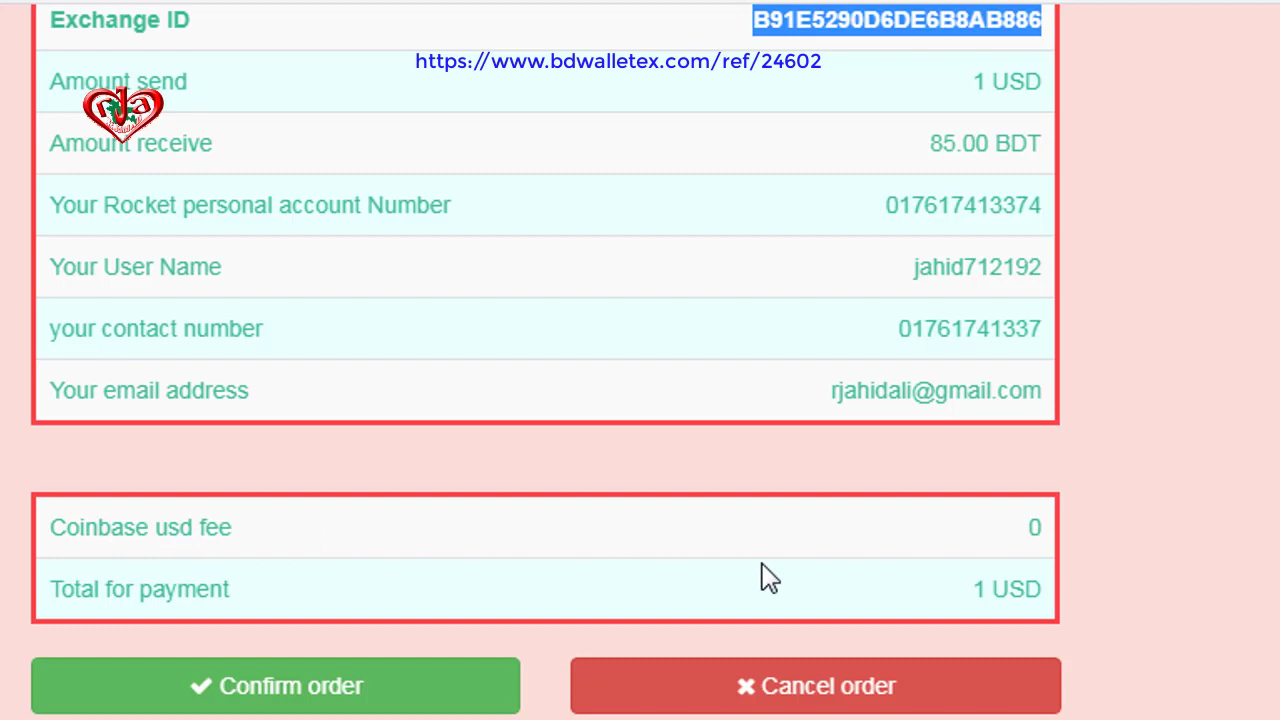 Exchange ID B91E5290D6DE6B8AB886
https://www.bdwalletex.com/ref/24602
Amount send 1 USD
rja
Amount receive 85.00 BDT
Your Rocket personal account Number 017617413374
Your User Name jahid712192
your contact number 01761741337
Your email address rjahidali@gmail.com
Coinbase usd fee 0
Total for payment 1 USD
Confirm order
Cancel order